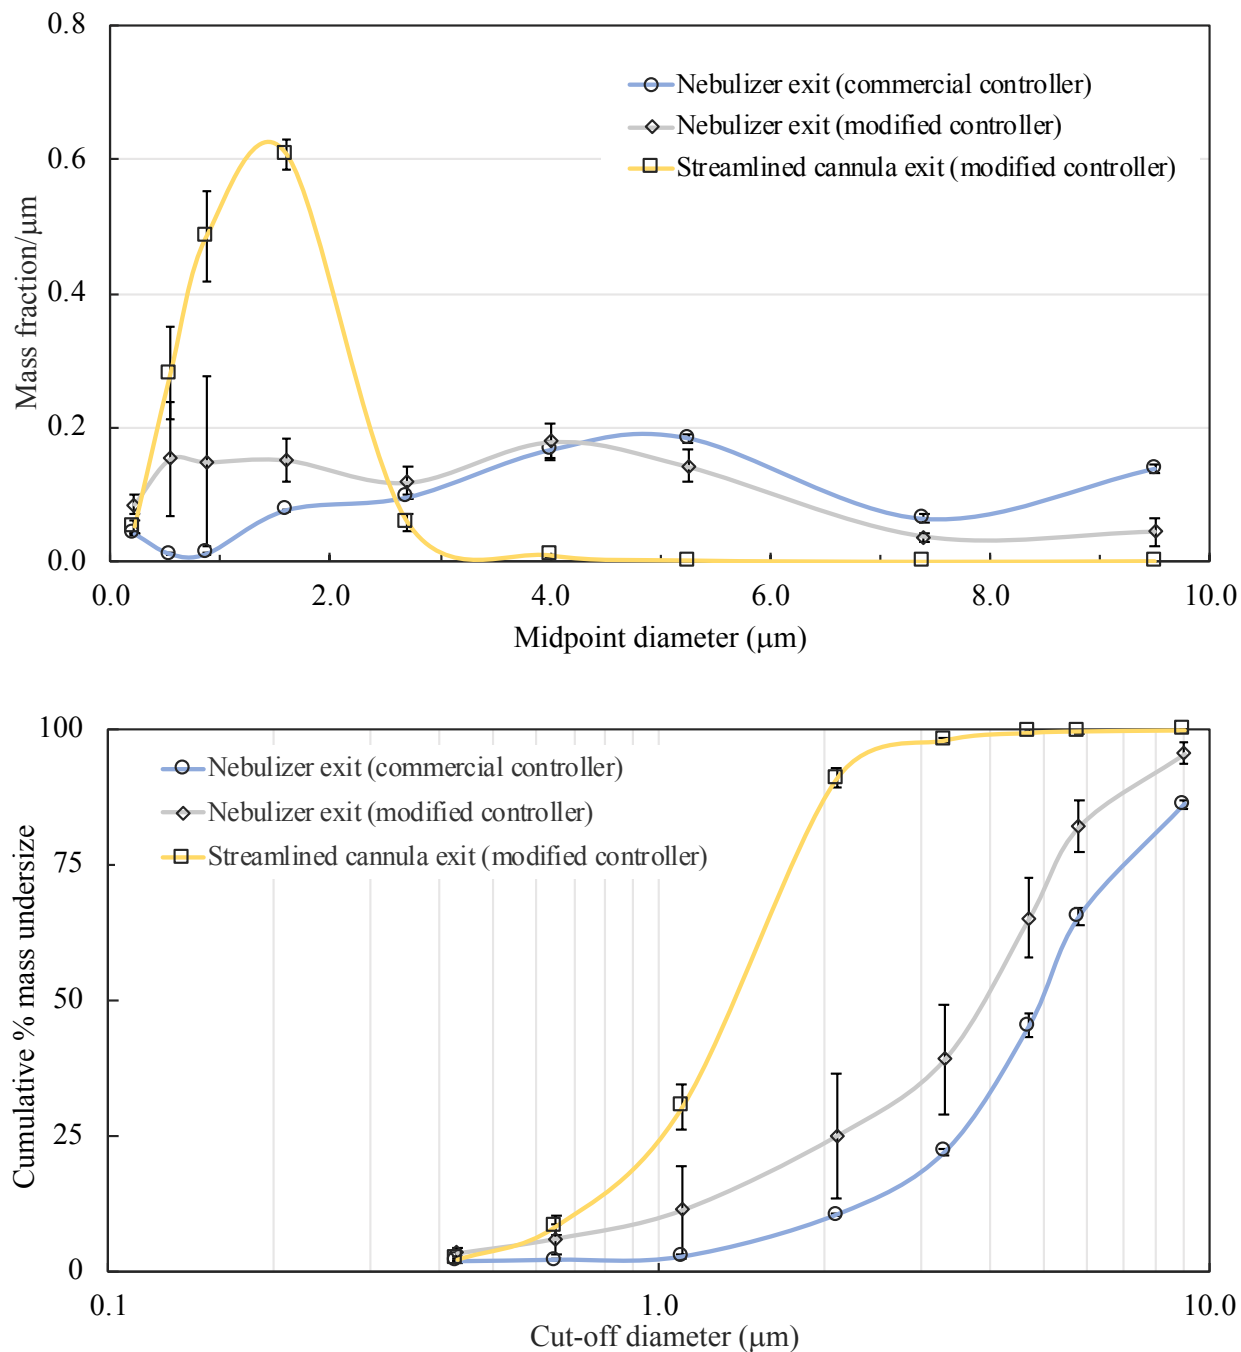 0.8
Nebulizer exit (commercial controller)
Nebulizer exit (modified controller)
Streamlined cannula exit (modified controller)
0.6
0.4
0.2
0.0
Mass fraction/μm
0.0 2.0 4.0 6.0 8.0 10.0
Midpoint diameter (μm)
100
Nebulizer exit (commercial controller)
Nebulizer exit (modified controller)
Streamlined cannula exit (modified controller)
75
50
25
0
Cumulative % mass undersize
0.1 1.0 10.0
Cut-off diameter (μm)